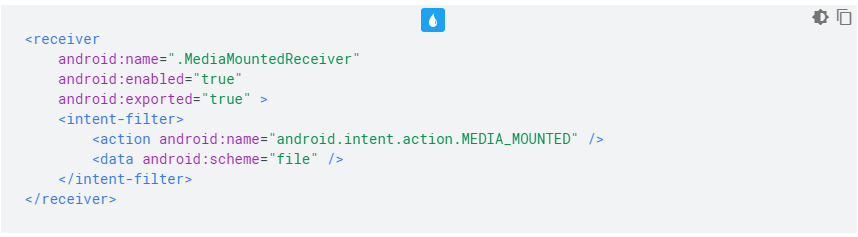 <receiver
    android:name=".MediaMountedReceiver"
    android:enabled="true"
    android:exported="true" >
    <intent-filter>
        <action android:name="android.intent.action.MEDIA_MOUNTED" />
        <data android:scheme="file" />
    </intent-filter>
</receiver>